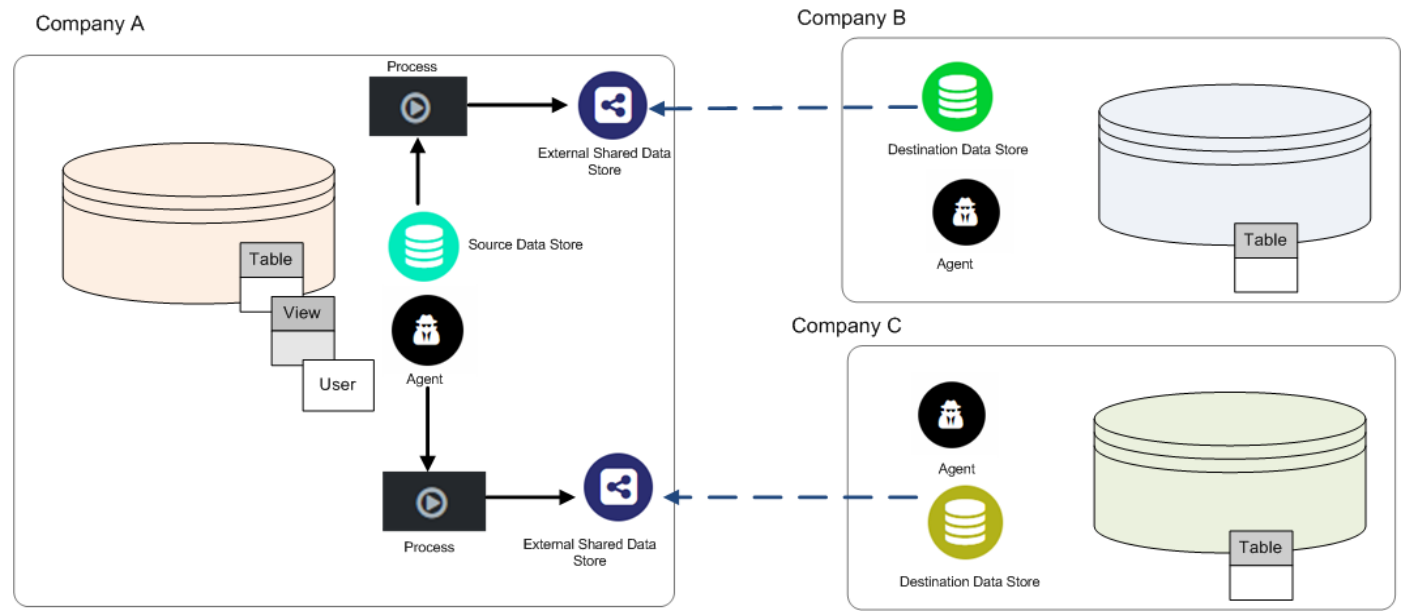 Company A
Process
External Shared Data
Store
Source Data Store
Table
View
User
Agent
Process
External Shared Data
Store
Company B
Destination Data Store
Agent
Table
Company C
Agent
Destination Data Store
Table